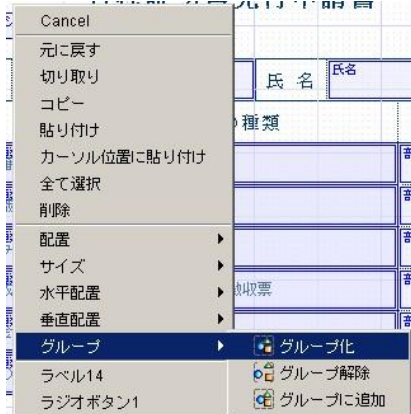 Cancel
元に戻す
切り取り
コピー
貼り付け
カーソル位置に貼り付け
全て選択
削除
配置
サイズ
水平配置
垂直配置
グループ
ラベル14
ラジオボタン1
グループ化
グループ解除
グループに追加
氏 名
氏名
種類
収票